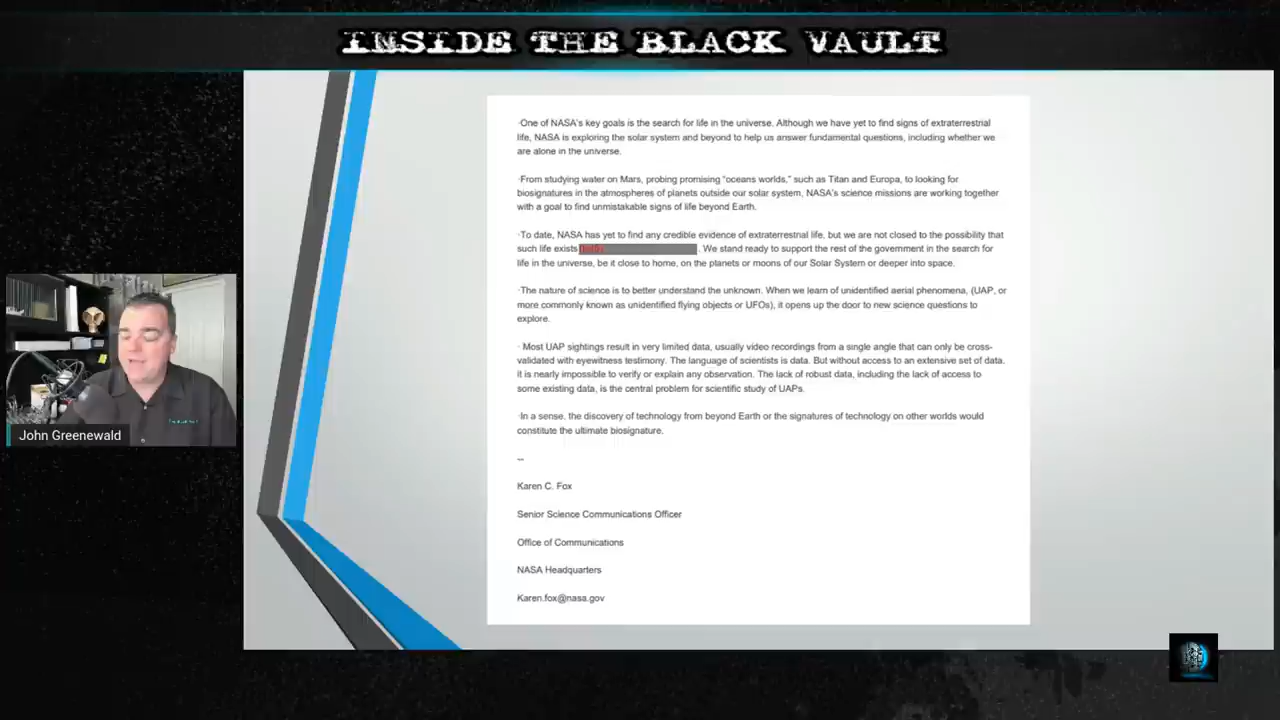 INSIDE THE BLACK VAULT
·One of NASA's key goals is the search for life in the universe. Although we have yet to find signs of extraterrestrial
life, NASA is exploring the solar system and beyond to help us answer fundamental questions, including whether we
are alone in the universe.
·From studying water on Mars, probing promising "oceans worlds," such as Titan and Europa, to looking for
biosignatures in the atmospheres of planets outside our solar system, NASA's science missions are working together
with a goal to find unmistakable signs of life beyond Earth.
·To date, NASA has yet to find any credible evidence of extraterrestrial life, but we are not closed to the possibility that
such life exists . We stand ready to support the rest of the government in the search for
life in the universe, be it close to home, on the planets or moons of our Solar System or deeper into space.
·The nature of science is to better understand the unknown. When we learn of unidentified aerial phenomena, (UAP, or
more commonly known as unidentified flying objects or UFOs), it opens up the door to new science questions to
explore.
· Most UAP sightings result in very limited data, usually video recordings from a single angle that can only be cross-
validated with eyewitness testimony. The language of scientists is data. But without access to an extensive set of data,
it is nearly impossible to verify or explain any observation. The lack of robust data, including the lack of access to
some existing data, is the central problem for scientific study of UAPs.
·In a sense, the discovery of technology from beyond Earth or the signatures of technology on other worlds would
constitute the ultimate biosignature.
--
Karen C. Fox
Senior Science Communications Officer
Office of Communications
NASA Headquarters
Karen.fox@nasa.gov
John Greenewald